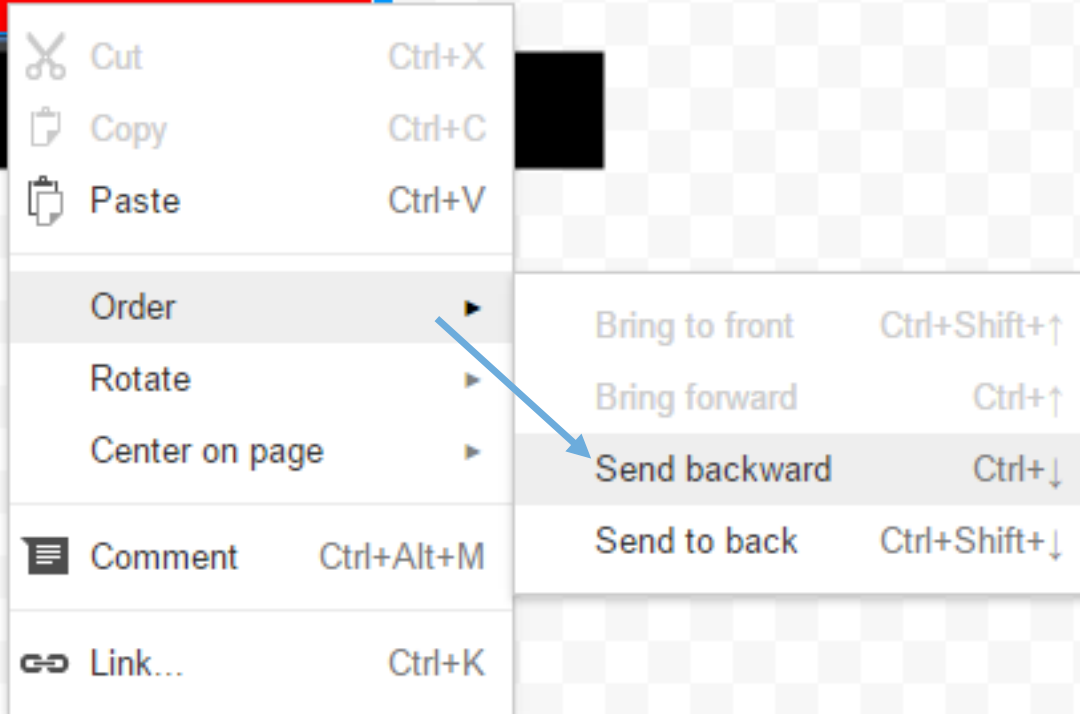 Cut Ctrl+X
Copy Ctrl+C
Paste Ctrl+V
Order ►
Rotate ►
Center on page ►
Comment Ctrl+Alt+M
Link... Ctrl+K
Bring to front Ctrl+Shift+↑
Bring forward Ctrl+↑
Send backward Ctrl+↓
Send to back Ctrl+Shift+↓